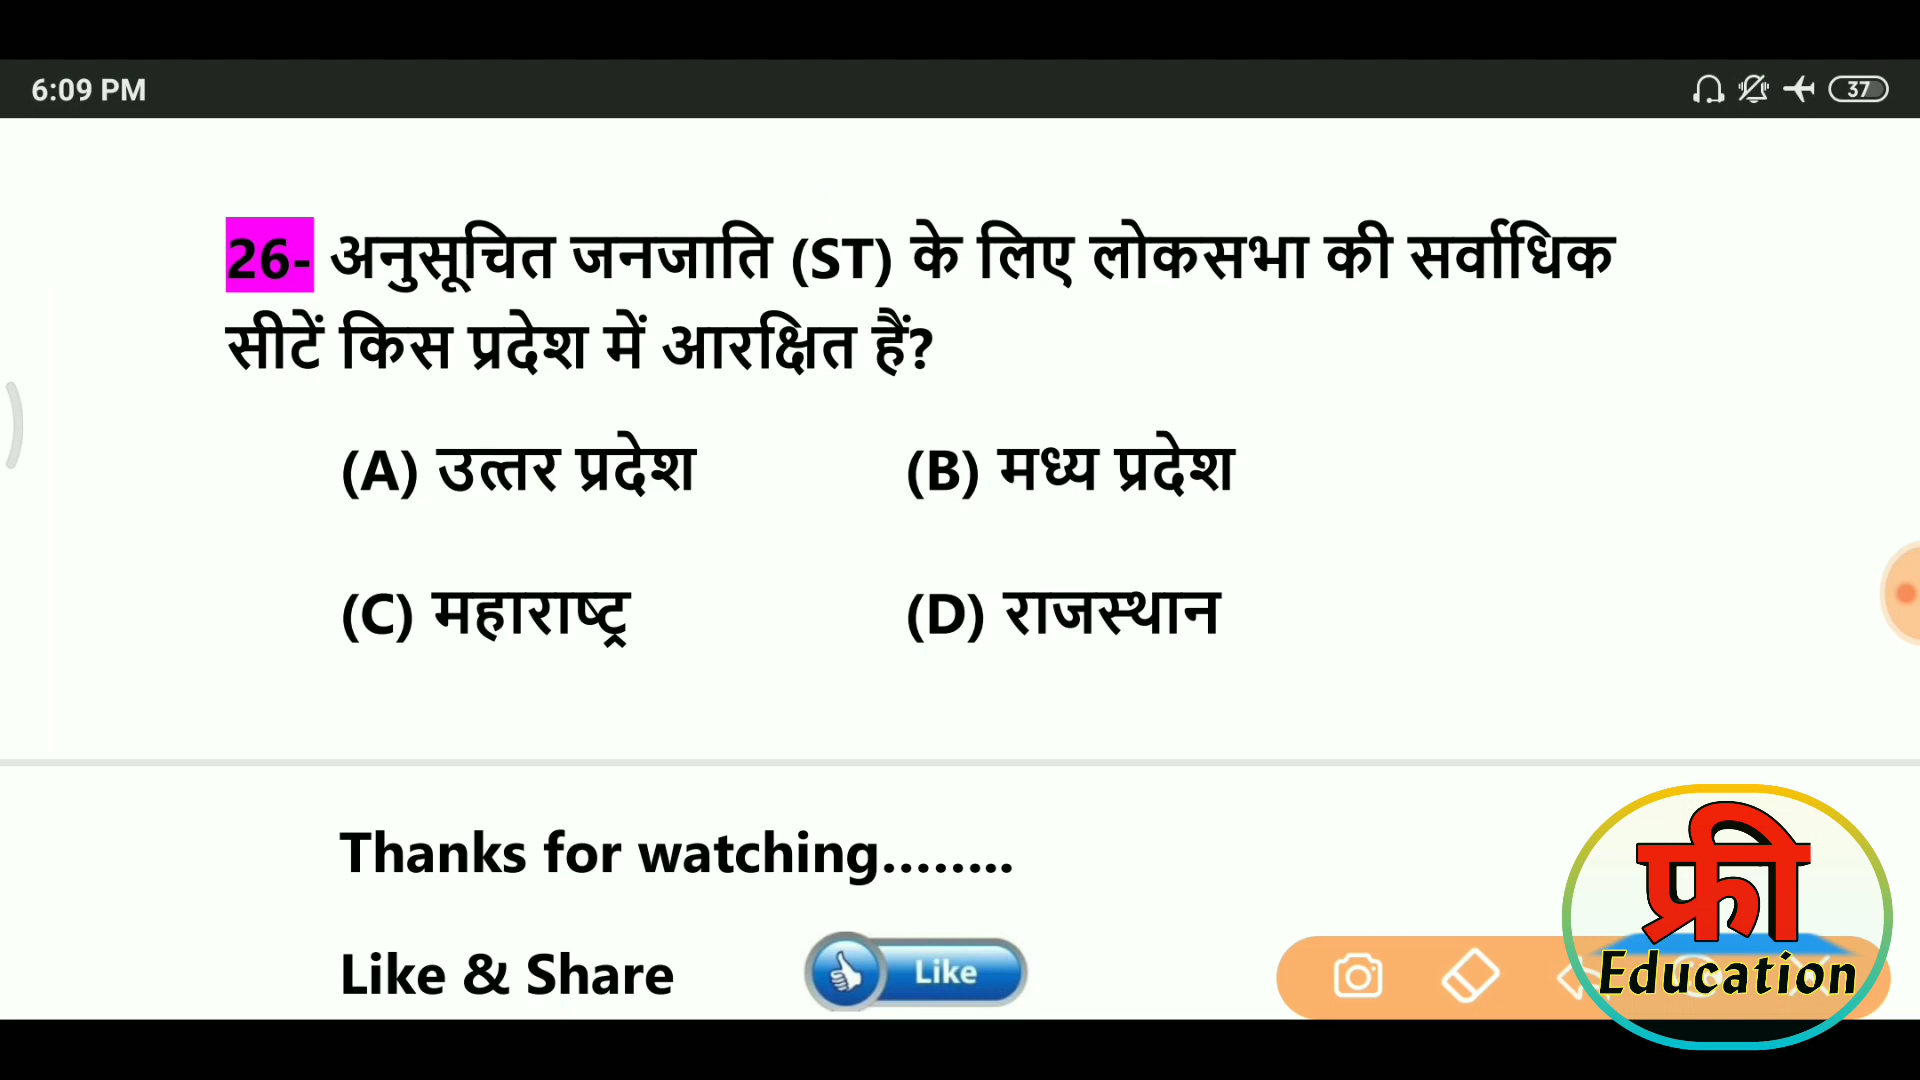 6:09 PM
37
26- अनुसूचित जनजाति (ST) के लिए लोकसभा की सर्वाधिक
सीटें किस प्रदेश में आरक्षित हैं?
(A) उत्तर प्रदेश (B) मध्य प्रदेश
(C) महाराष्ट्र (D) राजस्थान
Thanks for watching........
Like & Share
Like
फ्री
Education